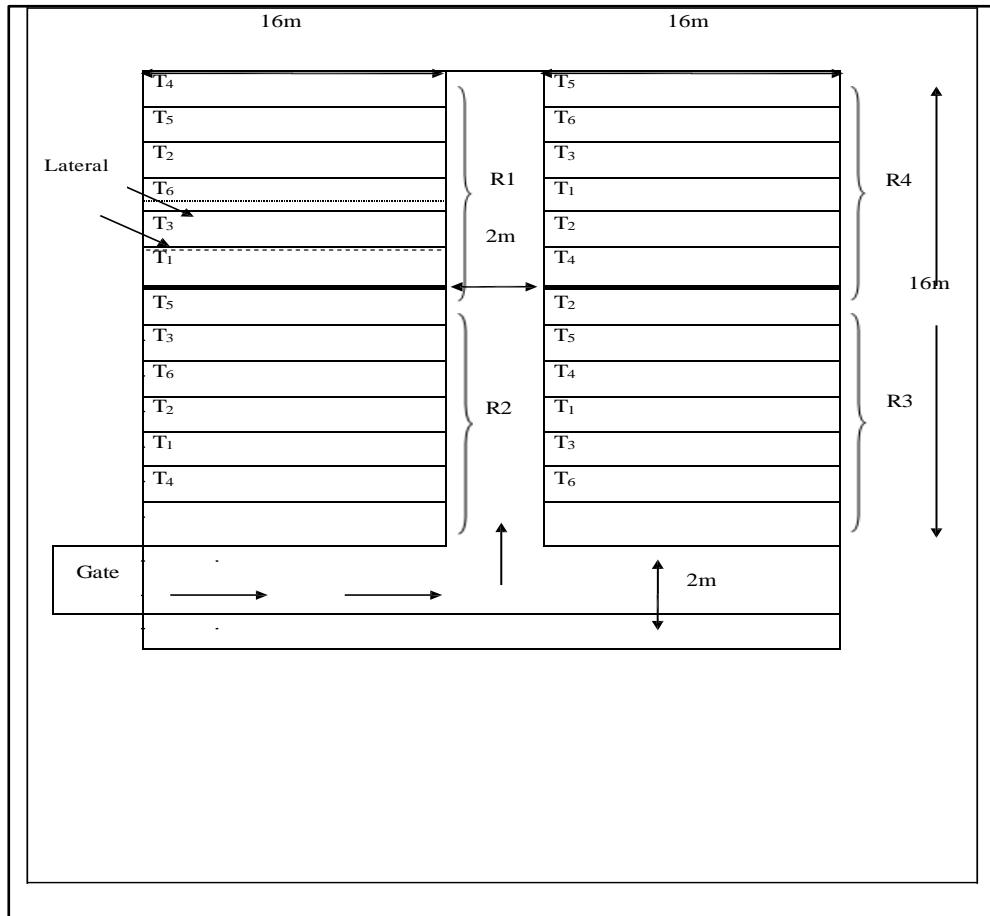 16m 16m
T4 T5
T5 T6
T2 T3
Lateral
T6 R1 T1 R4
T3 T2
2m
T1 T4
16m
T5 T2
T3 T5
T6 T4
T2 R2 T1 R3
T1 T3
T4 T6
Gate 2m